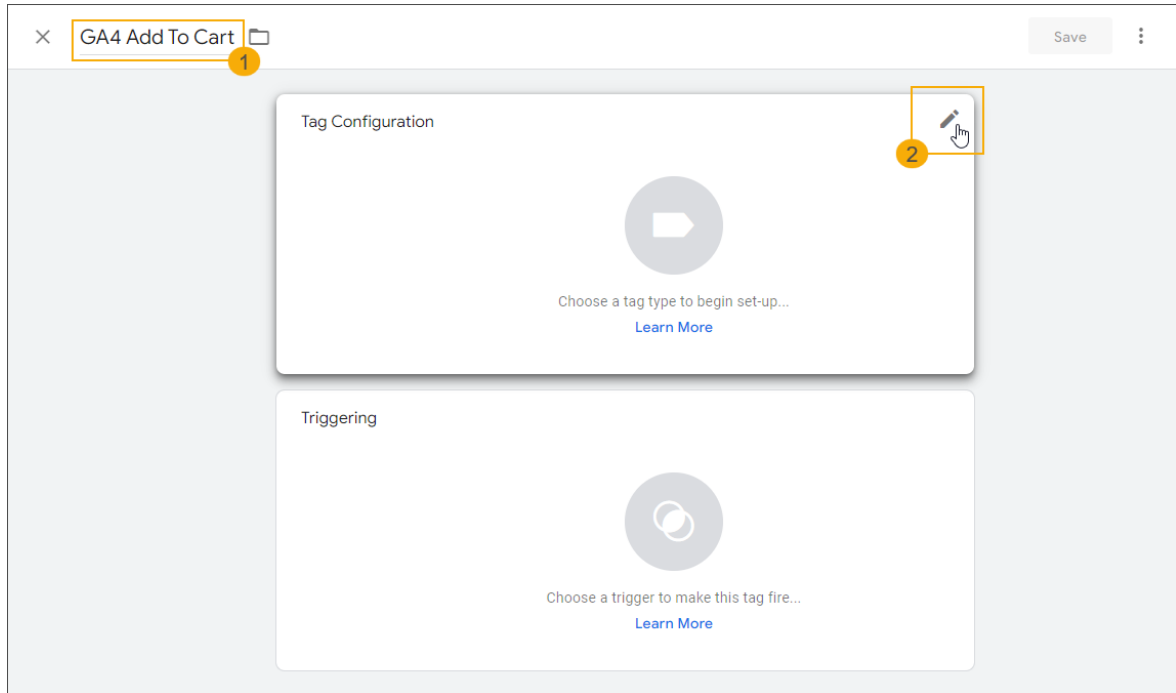 GA4 Add To Cart
1
Save
Tag Configuration
2
Choose a tag type to begin set-up...
Learn More
Triggering
Choose a trigger to make this tag fire...
Learn More